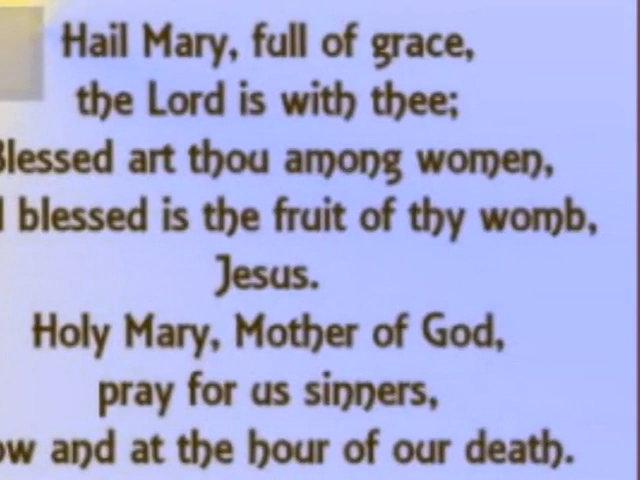 Hail Mary, full of grace,
the Lord is with thee;
Blessed art thou among women,
blessed is the fruit of thy womb,
Jesus.
Holy Mary, Mother of God,
pray for us sinners,
and at the hour of our death.